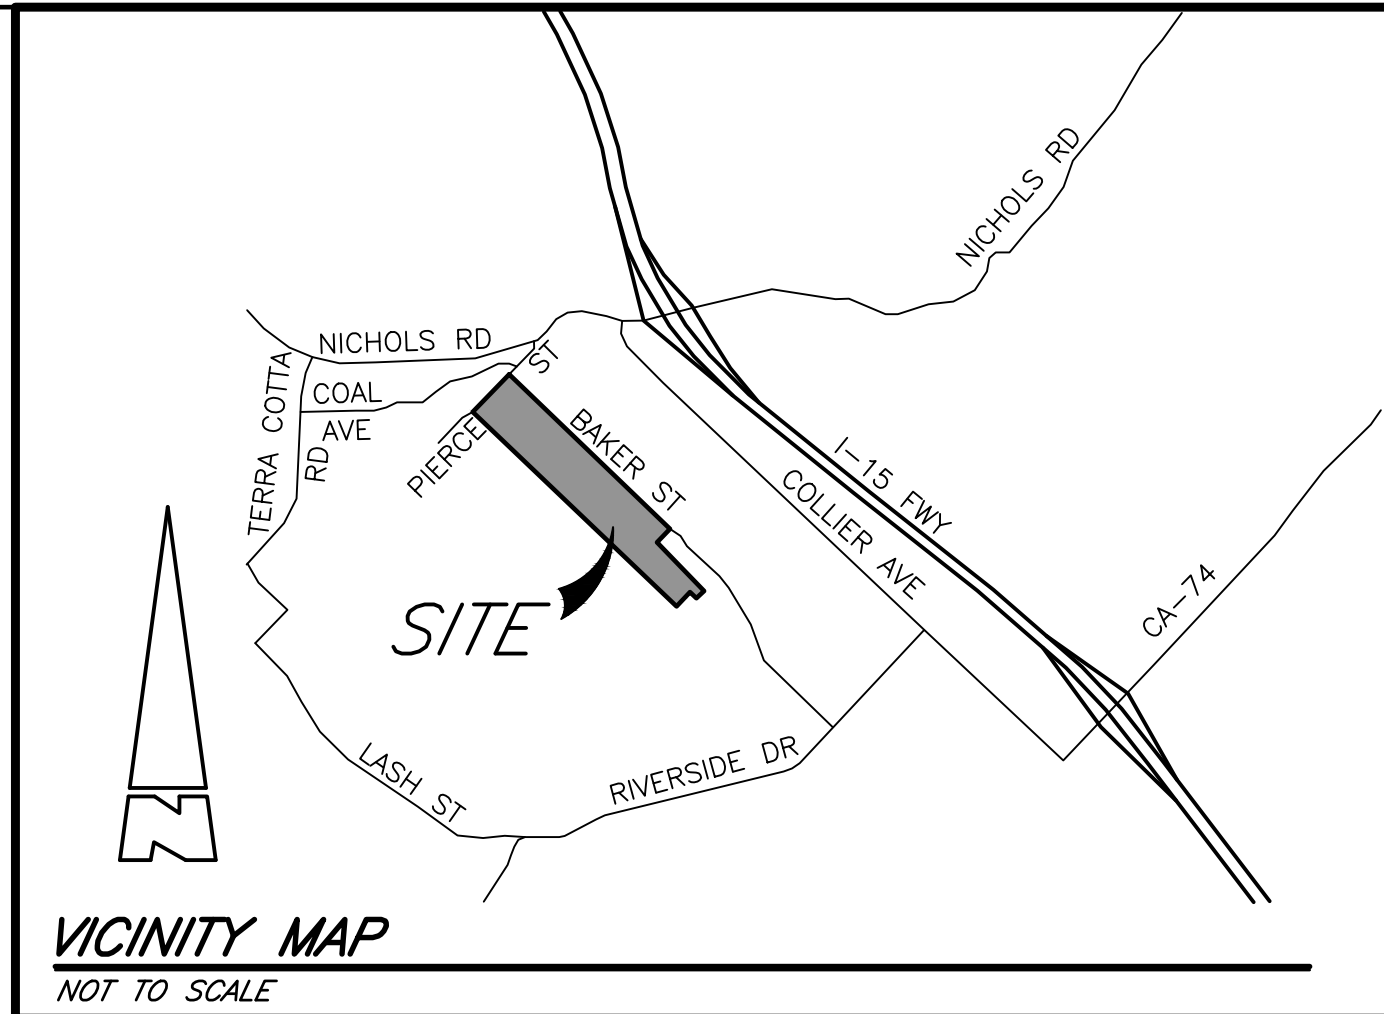 NICHOLS RD
NICHOLS RD
ST
TERRA COTTA
RD
COAL
AVE
PIERCE
BAKER ST
I-15 FWY
COLLIER AVE
CA-74
SITE
LASH ST
RIVERSIDE DR
N
VICINITY MAP
NOT TO SCALE